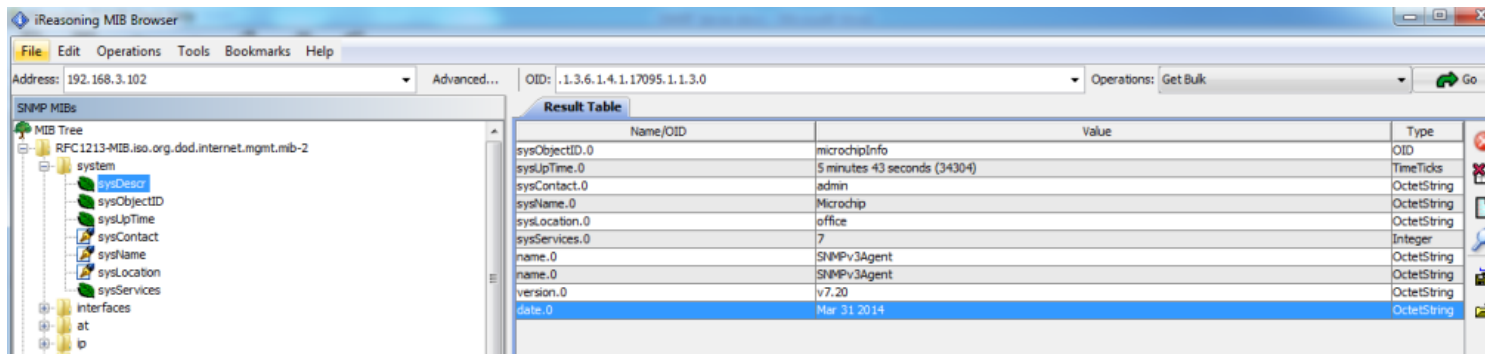 iReasoning MIB Browser
File Edit Operations Tools Bookmarks Help
Address: 192.168.3.102 Advanced... OID: .1.3.6.1.4.1.17095.1.1.3.0 Operations: Get Bulk Go
SNMP MIBs
Result Table
MIB Tree
RFC1213-MIB.iso.org.dod.internet.mgmt.mib-2
system
sysDescr
sysObjectID
sysUpTime
sysContact
sysName
sysLocation
sysServices
interfaces
at
ip
Name/OID Value Type
sysObjectID.0 microchipInfo OID
sysUpTime.0 5 minutes 43 seconds (34304) TimeTicks
sysContact.0 admin OctetString
sysName.0 Microchip OctetString
sysLocation.0 office OctetString
sysServices.0 7 Integer
name.0 SNMPv3Agent OctetString
name.0 SNMPv3Agent OctetString
version.0 v7.20 OctetString
date.0 Mar 31 2014 OctetString